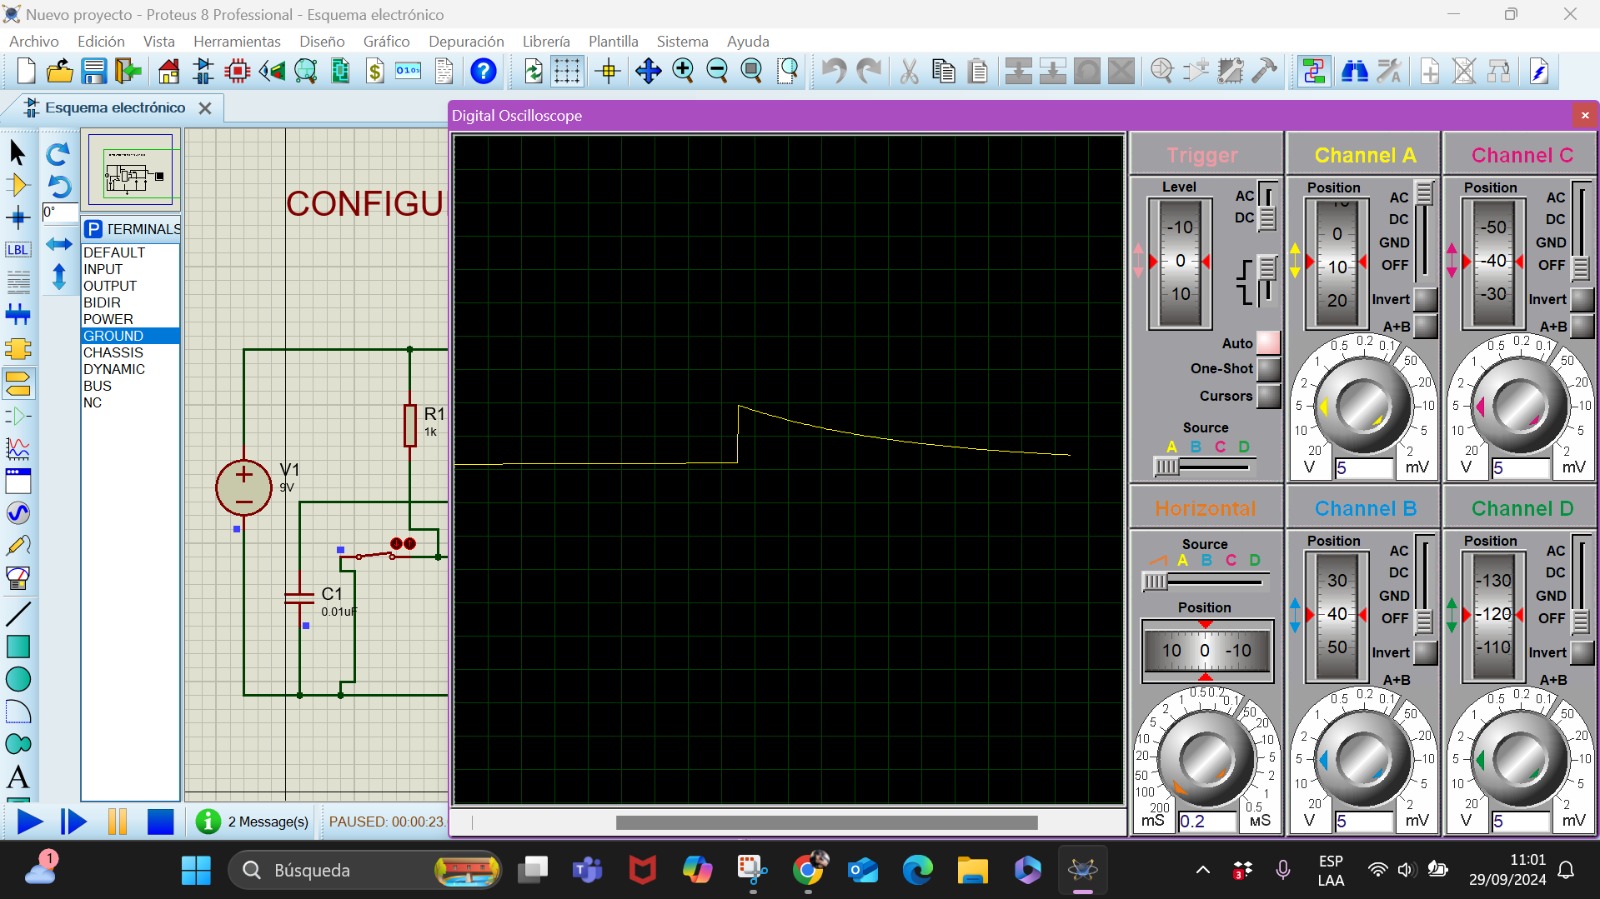 Nuevo proyecto - Proteus 8 Professional - Esquema electrónico
Archivo Edición Vista Herramientas Diseño Gráfico Depuración Librería Plantilla Sistema Ayuda
Esquema electrónico
Digital Oscilloscope
0°
P TERMINALS
DEFAULT
INPUT
OUTPUT
BIDIR
POWER
GROUND
CHASSIS
DYNAMIC
BUS
NC
LBL
A
CONFIGU
R1
1k
V1
9V
C1
0.01uF
Trigger
Level
-10
0
10
AC
DC
Auto
One-Shot
Cursors
Source
A B C D
Channel A
Position
0
10
20
AC
DC
GND
OFF
Invert
A+B
20 10 5 2 1 0.5 0.2 0.1 50 20 10 5 2
V 5 mV
Channel C
Position
-50
-40
-30
AC
DC
GND
OFF
Invert
A+B
20 10 5 2 1 0.5 0.2 0.1 50 20 10 5 2
V 5 mV
Horizontal
Source
A B C D
Position
10 0 -10
200 100 50 20 10 5 2 1 0.5 0.2 0.1 50 20 10 5 2 1 0.5
mS 0.2 µS
Channel B
Position
30
40
50
AC
DC
GND
OFF
Invert
A+B
20 10 5 2 1 0.5 0.2 0.1 50 20 10 5 2
V 5 mV
Channel D
Position
-130
-120
-110
AC
DC
GND
OFF
Invert
A+B
20 10 5 2 1 0.5 0.2 0.1 50 20 10 5 2
V 5 mV
2 Message(s)
PAUSED: 00:00:23.
1
Búsqueda
3
ESP
LAA
11:01
29/09/2024